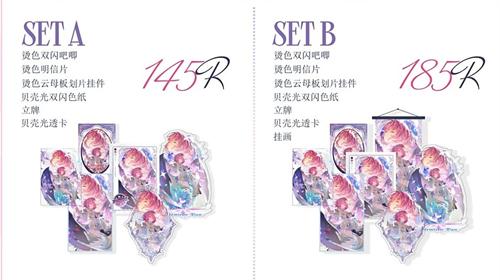 SET A
烫色双闪吧唧
烫色明信片
烫色云母板划片挂件
贝壳光双闪色纸
立牌
贝壳光透卡
145R
SET B
烫色双闪吧唧
烫色明信片
烫色云母板划片挂件
贝壳光双闪色纸
立牌
贝壳光透卡
挂画
185R